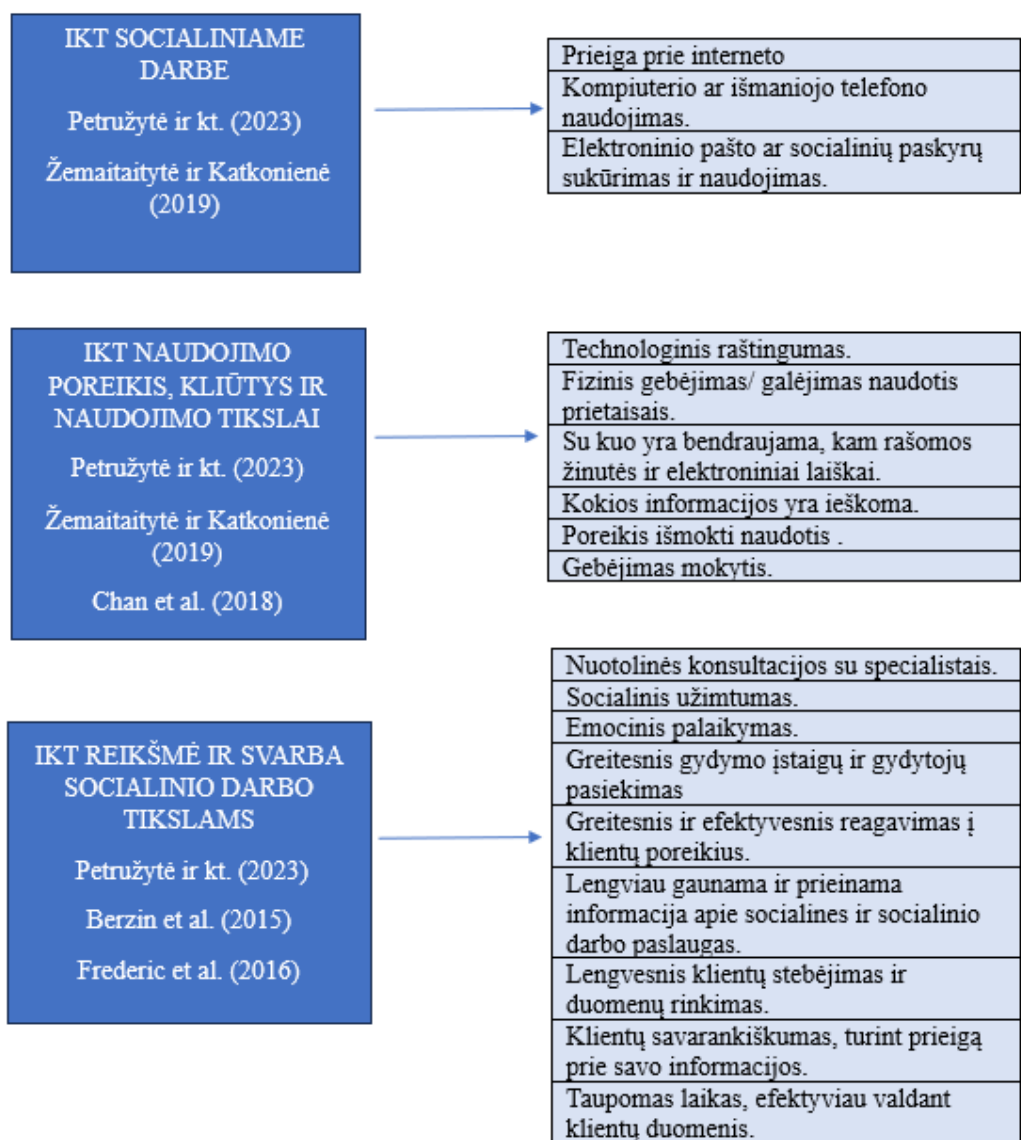 IKT SOCIALINIAME
DARBE
Petružytė ir kt. (2023)
Žemaitaitytė ir Katkonienė
(2019)
Prieiga prie interneto
Kompiuterio ar išmaniojo telefono
naudojimas.
Elektroninio pašto ar socialinių paskyrų
sukūrimas ir naudojimas.
IKT NAUDOJIMO
POREIKIS, KLIŪTYS IR
NAUDOJIMO TIKSLAI
Petružytė ir kt. (2023)
Žemaitaitytė ir Katkonienė
(2019)
Chan et al. (2018)
Technologinis raštingumas.
Fizinis gebėjimas/ galėjimas naudotis
prietaisais.
Su kuo yra bendraujama, kam rašomos
žinutės ir elektroniniai laiškai.
Kokios informacijos yra ieškoma.
Poreikis išmokti naudotis .
Gebėjimas mokytis.
IKT REIKŠMĖ IR SVARBA
SOCIALINIO DARBO
TIKSLAMS
Petružytė ir kt. (2023)
Berzin et al. (2015)
Frederic et al. (2016)
Nuotolinės konsultacijos su specialistais.
Socialinis užimtumas.
Emocinis palaikymas.
Greitesnis gydymo įstaigų ir gydytojų
pasiekimas
Greitesnis ir efektyvesnis reagavimas į
klientų poreikius.
Lengviau gaunama ir prieinama
informacija apie socialines ir socialinio
darbo paslaugas.
Lengvesnis klientų stebėjimas ir
duomenų rinkimas.
Klientų savarankiškumas, turint prieigą
prie savo informacijos.
Taupomas laikas, efektyviau valdant
klientų duomenis.